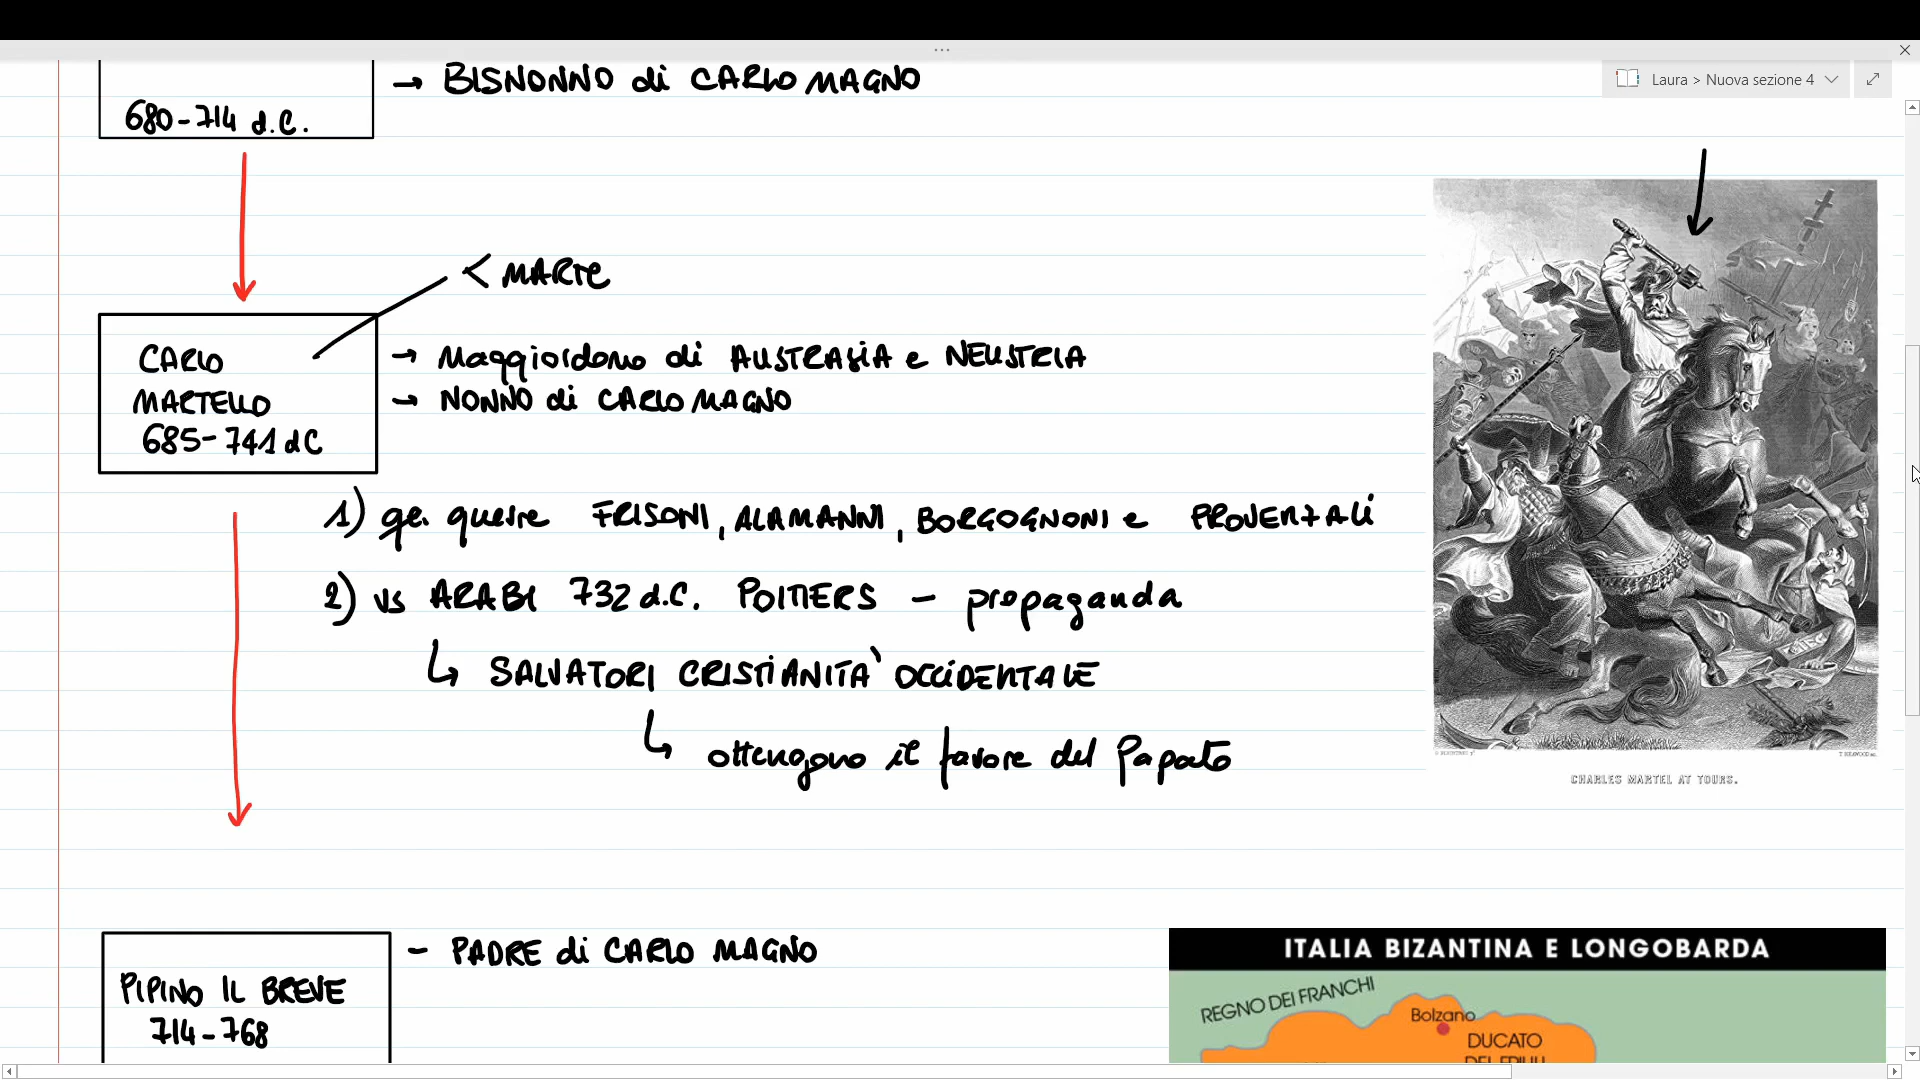 → BISNONNO di CARLO MAGNO
Laura > Nuova sezione 4
680-714 d.C.
< MARTE
CARLO
MARTELLO
685-741 dC
→ Maggiordomo di AUSTRASIA e NEUSTRIA
→ NONNO di CARLO MAGNO
1) ge. guerre FRISONI, ALAMANNI, BORGOGNONI e PROVENZALI
2) vs ARABI 732 d.C. POITIERS - propaganda
↳ SALVATORI CRISTIANITA' OCCIDENTALE
↳ ottengono il favore del Papato
CHARLES MARTEL AT TOURS.
PIPINO IL BREVE
714-768
- PADRE di CARLO MAGNO
ITALIA BIZANTINA E LONGOBARDA
REGNO DEI FRANCHI
Bolzano
DUCATO
DEL FRIULI